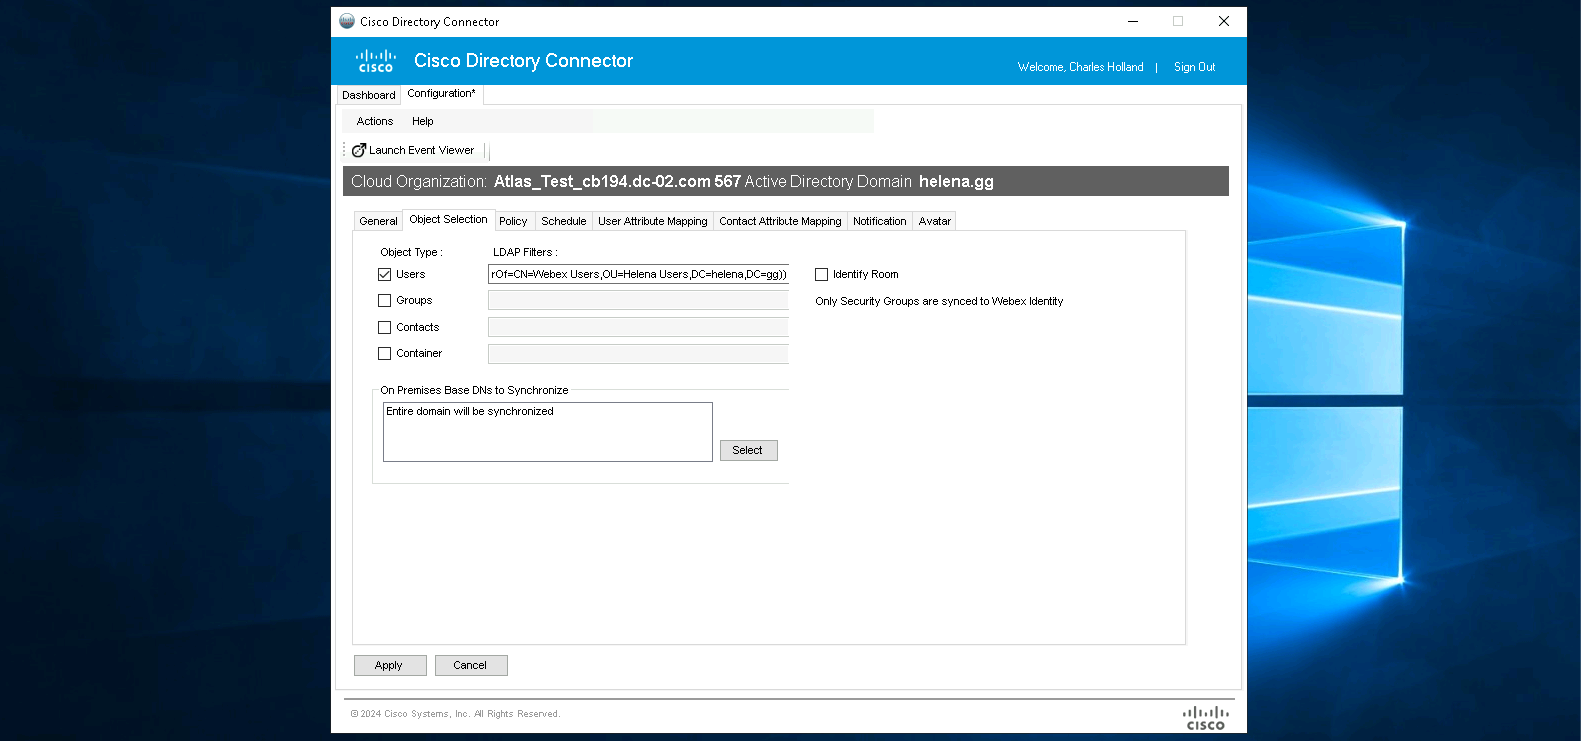 Cisco Directory Connector
cisco
Cisco Directory Connector
Welcome, Charles Holland | Sign Out
Dashboard Configuration*
Actions Help
Launch Event Viewer
Cloud Organization: Atlas_Test_cb194.dc-02.com 567 Active Directory Domain helena.gg
General Object Selection Policy Schedule User Attribute Mapping Contact Attribute Mapping Notification Avatar
Object Type : LDAP Filters :
Users rOf=CN=Webex Users,OU=Helena Users,DC=helena,DC=gg)) Identify Room
Groups Only Security Groups are synced to Webex Identity
Contacts
Container
On Premises Base DNs to Synchronize
Entire domain will be synchronized
Select
Apply Cancel
© 2024 Cisco Systems, Inc. All Rights Reserved.
cisco